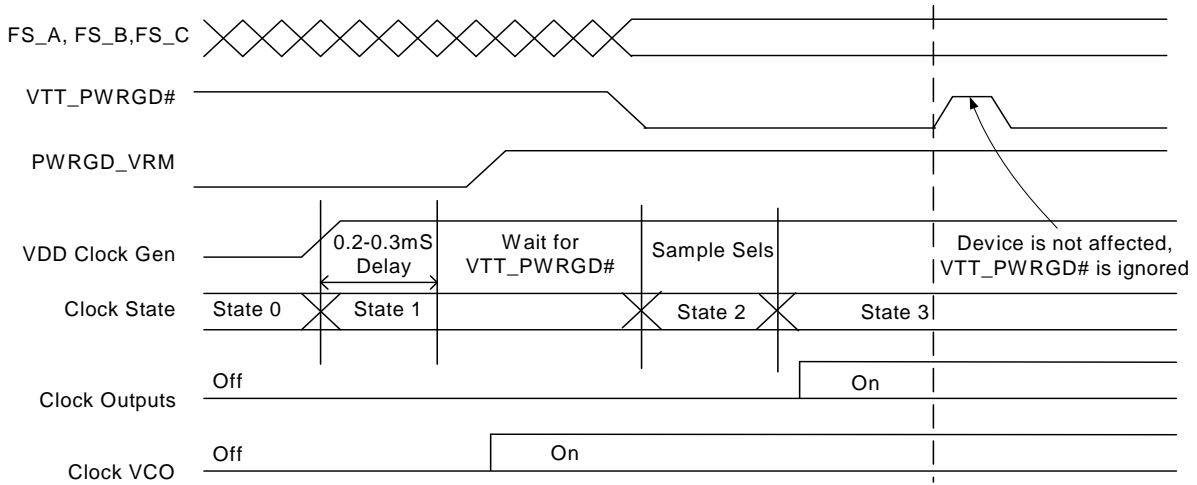 FS_A, FS_B,FS_C
VTT_PWRGD#
PWRGD_VRM
VDD Clock Gen
0.2-0.3mS
Delay
Wait for
VTT_PWRGD#
Sample Sels
Device is not affected,
VTT_PWRGD# is ignored
Clock State
State 0
State 1
State 2
State 3
Clock Outputs
Off
On
Clock VCO
Off
On